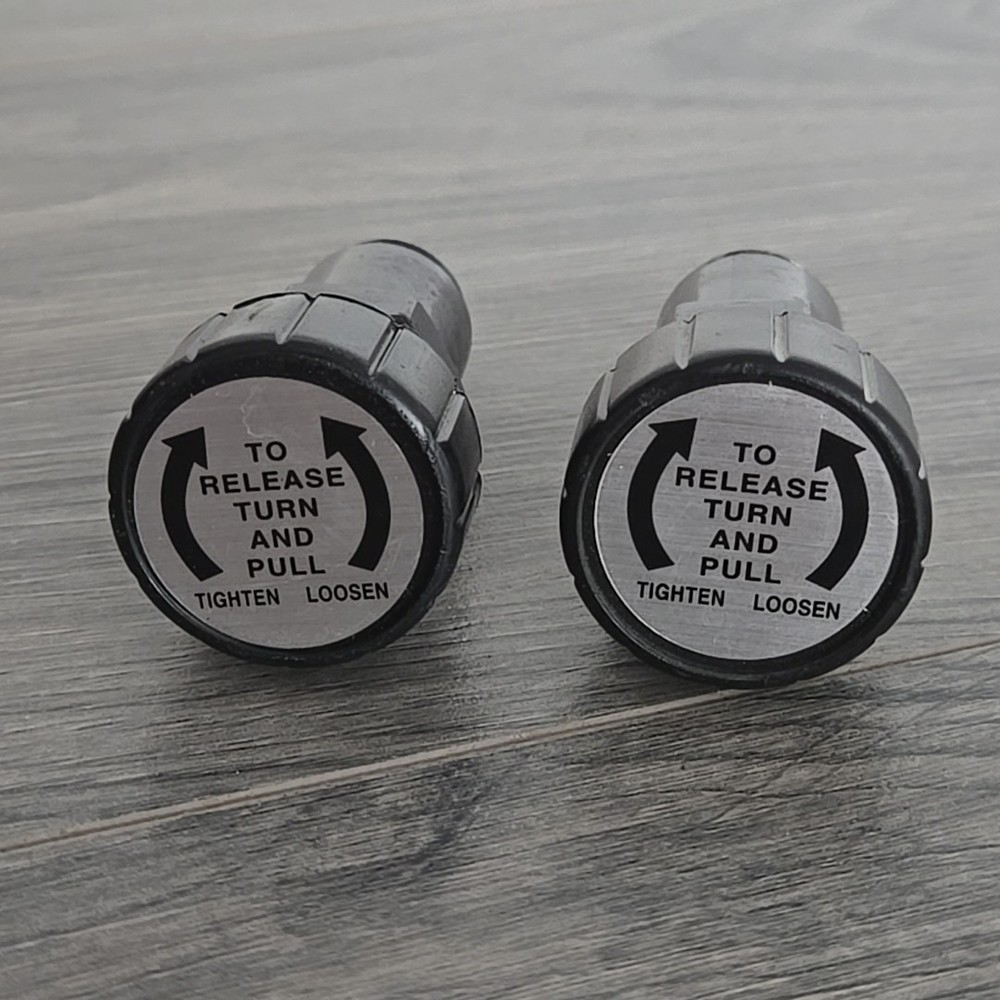 TO
RELEASE
TURN
AND
PULL
TIGHTEN LOOSEN
TO
RELEASE
TURN
AND
PULL
TIGHTEN LOOSEN